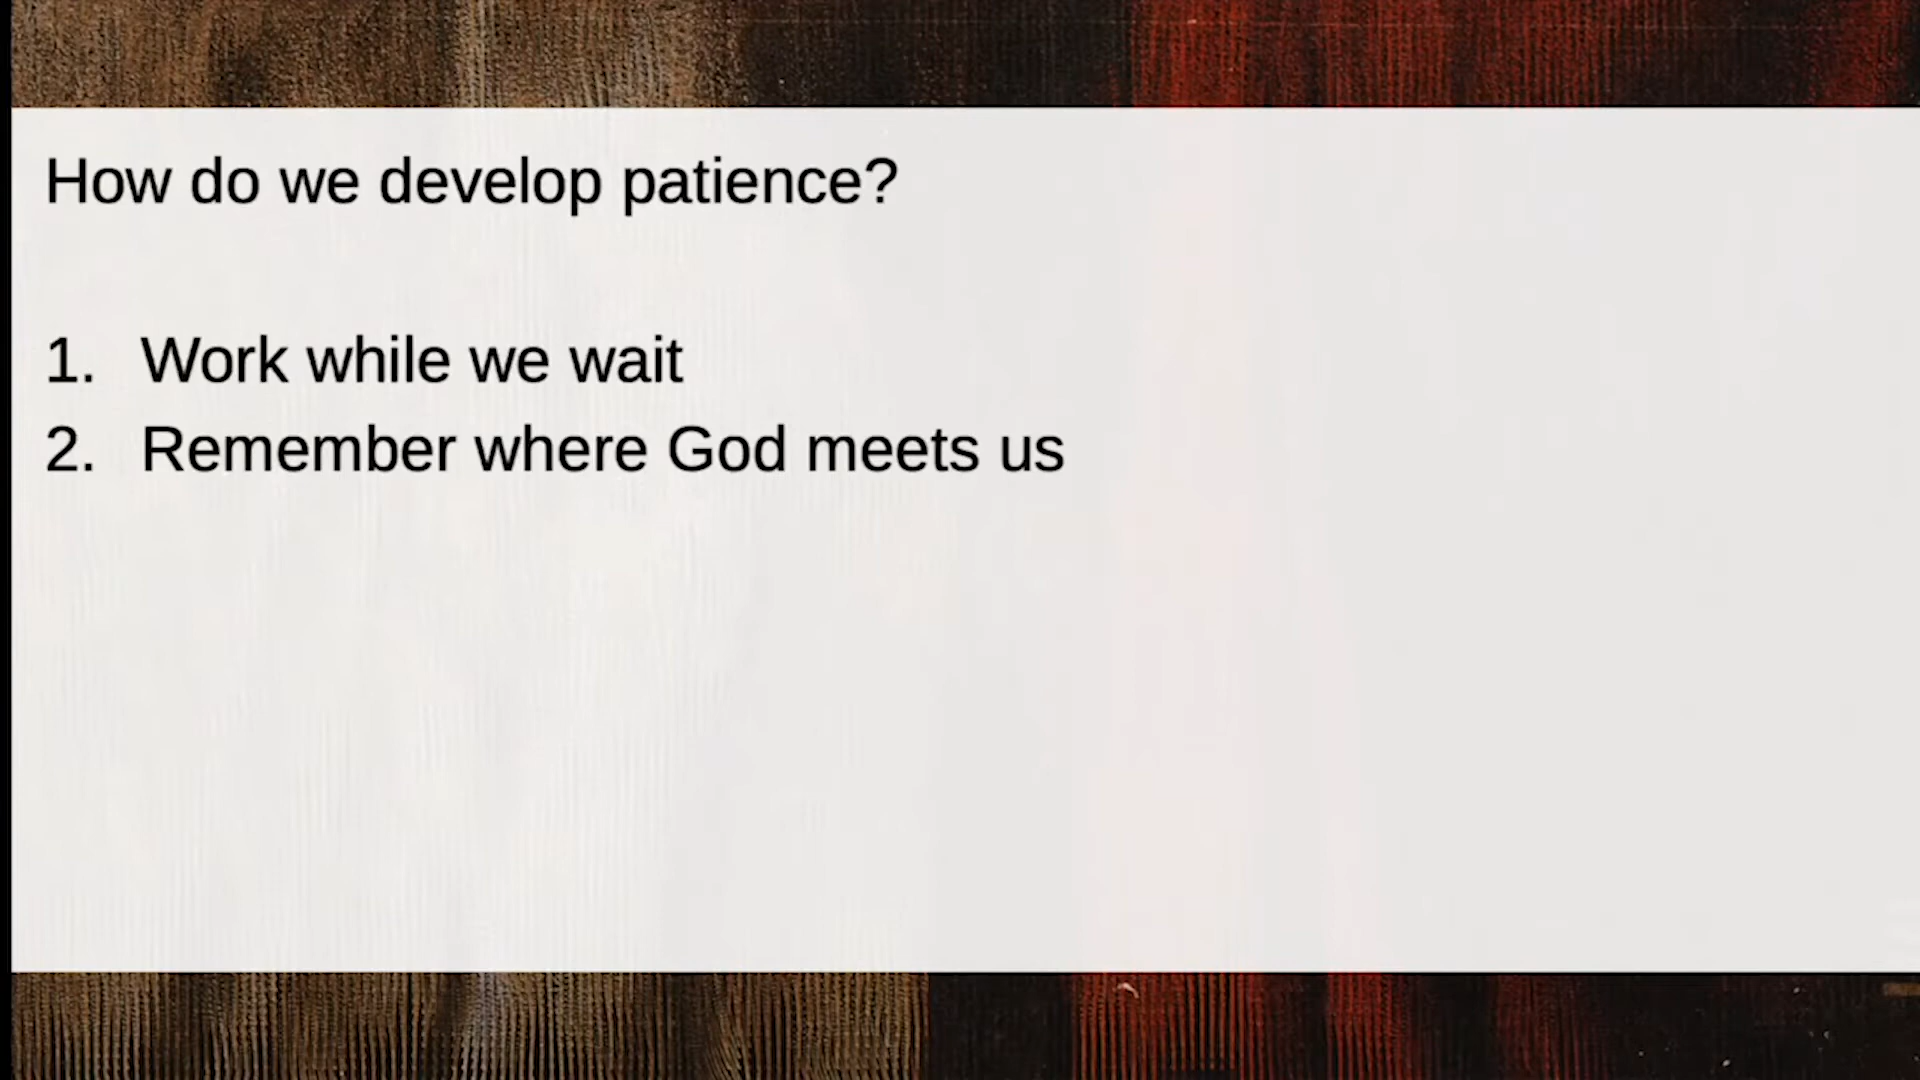 How do we develop patience?
1. Work while we wait
2. Remember where God meets us